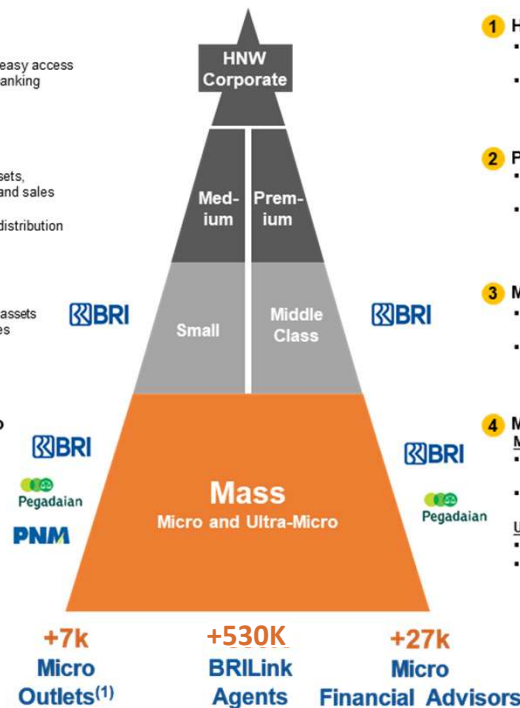 easy access
anking
sets,
and sales
distribution
assets
es
HNW
Corporate
Med-
ium
Prem-
ium
Small
Middle
Class
BRI
BRI
BRI
Pegadaian
PNM
BRI
Pegadaian
Mass
Micro and Ultra-Micro
1 H
2 P
3 M
4 M
M
U
+7k
Micro
Outlets(1)
+530K
BRILink
Agents
+27k
Micro
Financial Advisors